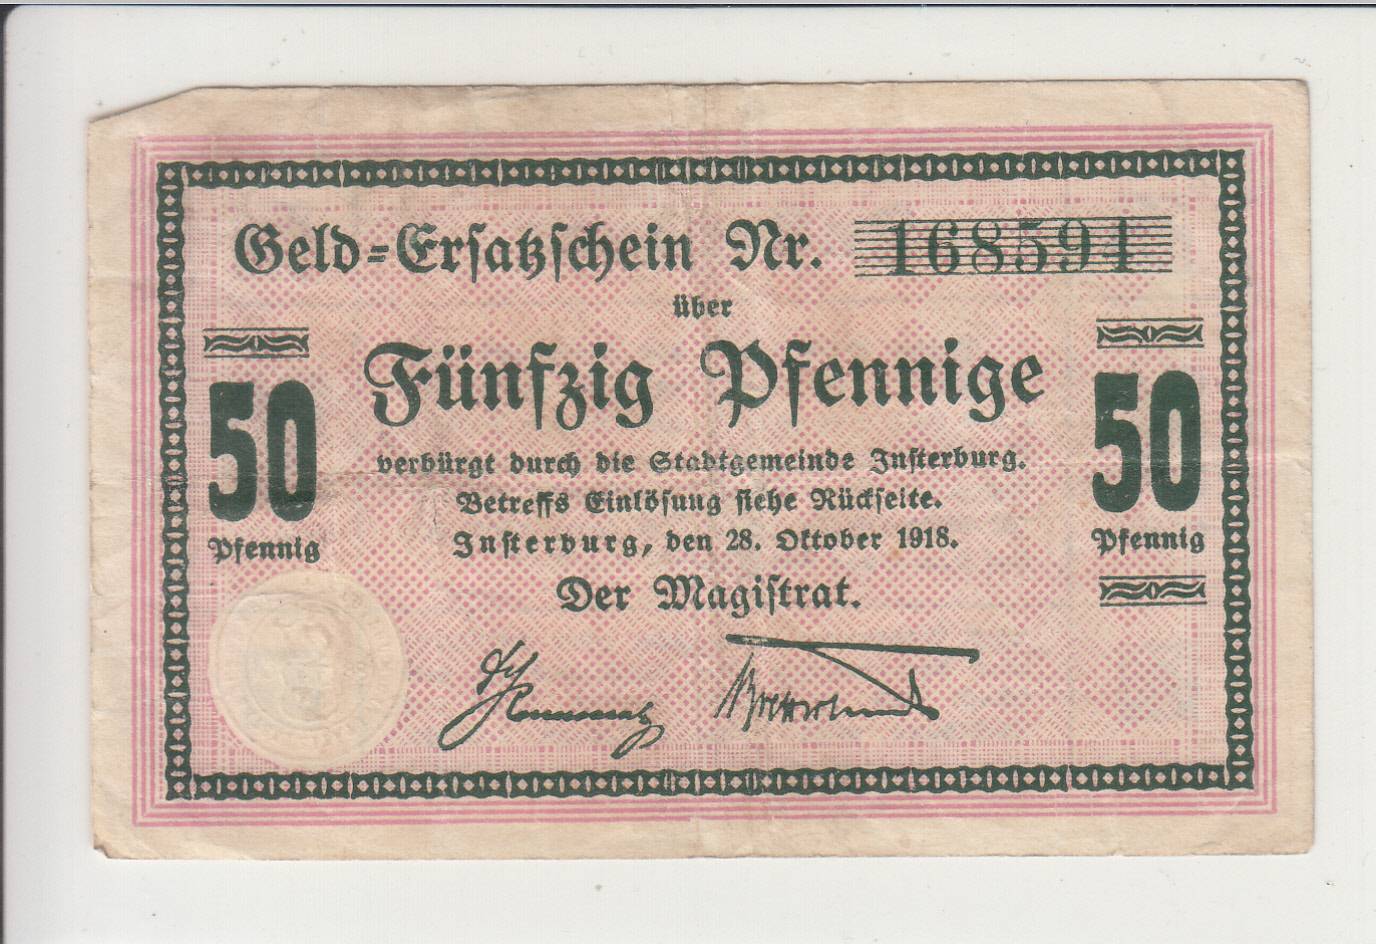 Geld-Ersatzschein Nr. 168591
über
Fünfzig Pfennige
50 50
verbürgt durch die Stadtgemeinde Insterburg.
Betreffs Einlösung siehe Rückseite.
Pfennig Pfennig
Insterburg, den 28. Oktober 1918.
Der Magistrat.